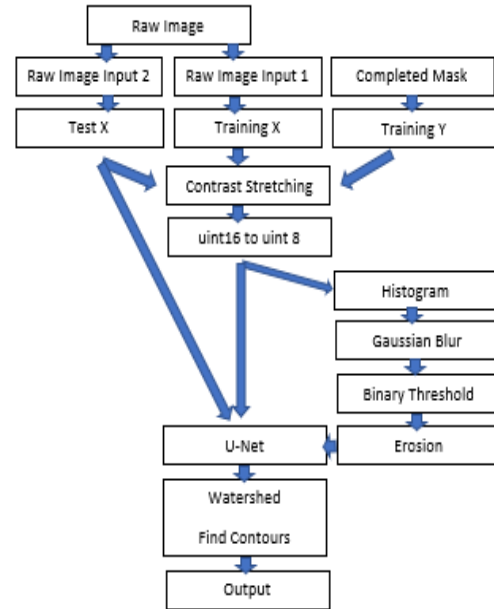 Raw Image
Raw Image Input 2
Raw Image Input 1
Completed Mask
Test X
Training X
Training Y
Contrast Stretching
uint16 to uint 8
Histogram
Gaussian Blur
Binary Threshold
U-Net
Erosion
Watershed
Find Contours
Output